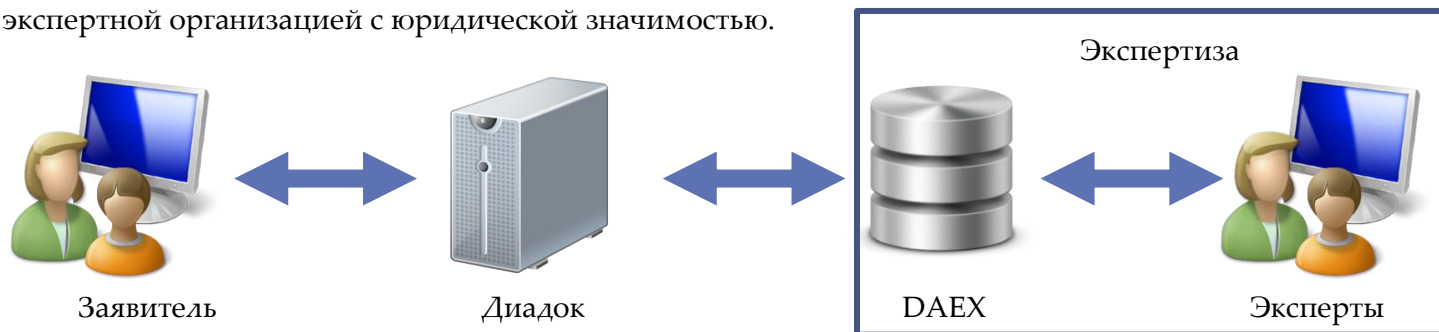 экспертной организацией с юридической значимостью.
Экспертиза
Заявитель
Диадок
DAEX
Эксперты